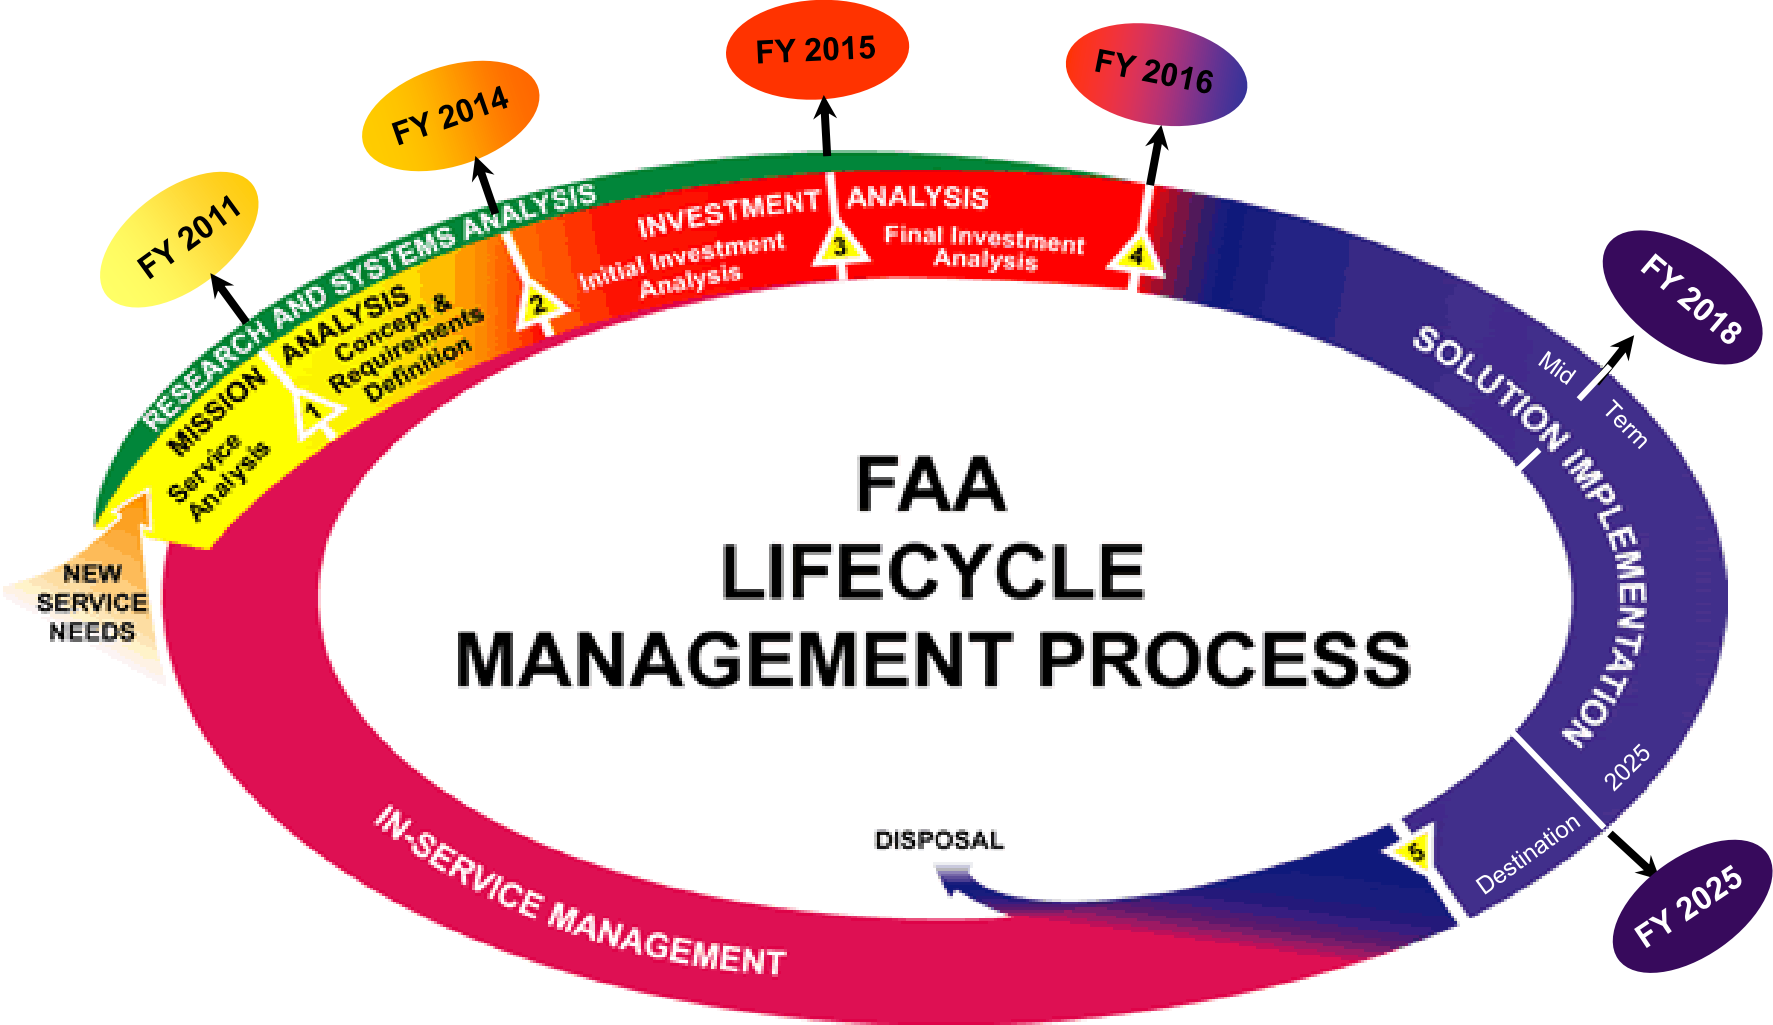 FY 2011
FY 2014
FY 2015
FY 2016
FY 2018
FY 2025
RESEARCH AND SYSTEMS ANALYSIS
MISSION ANALYSIS
Service
Analysis
1
Concept &
Requirements
Definition
2
INVESTMENT ANALYSIS
Initial Investment
Analysis
3
Final Investment
Analysis
4
SOLUTION IMPLEMENTATION
Mid
Term
2025
Destination
5
FAA
LIFECYCLE
MANAGEMENT PROCESS
NEW
SERVICE
NEEDS
DISPOSAL
IN-SERVICE MANAGEMENT